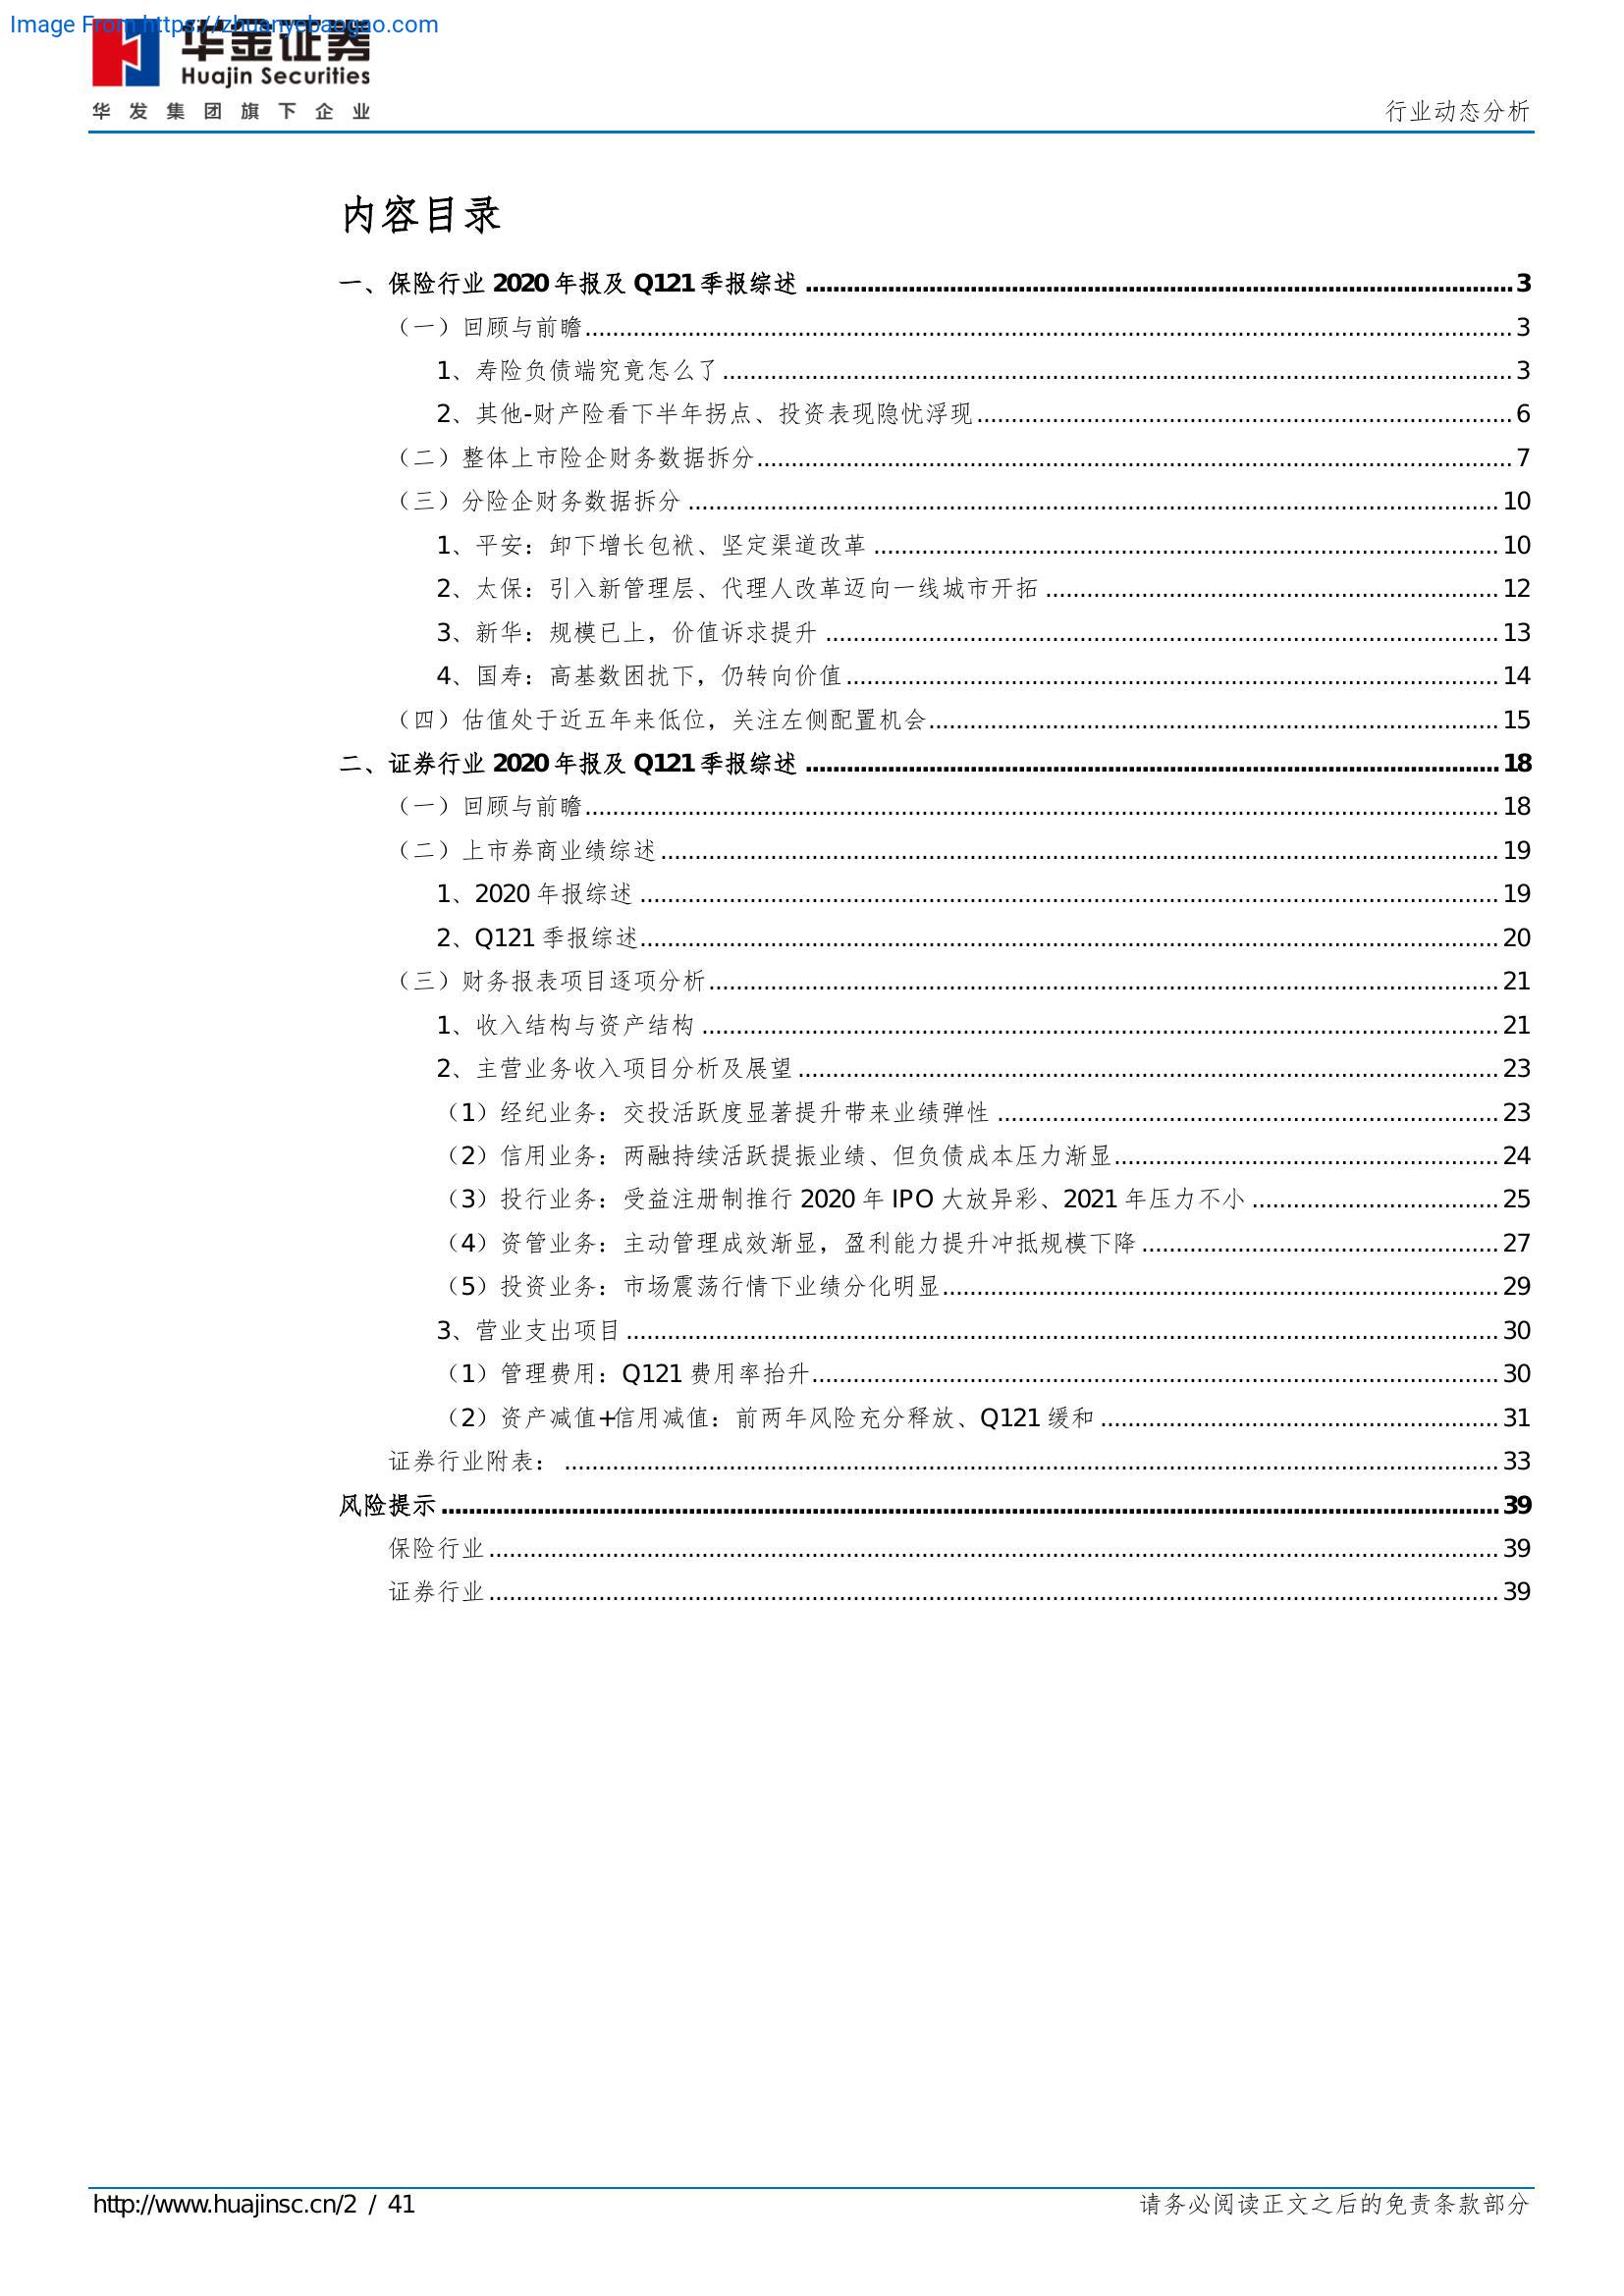 Image From https://zhuanyebaogao.com
华金证券
Huajin Securities
华发集团旗下企业
行业动态分析
内容目录
一、保险行业 2020 年报及 Q121 季报综述 3
（一）回顾与前瞻 3
1、寿险负债端究竟怎么了 3
2、其他-财产险看下半年拐点、投资表现隐忧浮现 6
（二）整体上市险企财务数据拆分 7
（三）分险企财务数据拆分 10
1、平安：卸下增长包袱、坚定渠道改革 10
2、太保：引入新管理层、代理人改革迈向一线城市开拓 12
3、新华：规模已上，价值诉求提升 13
4、国寿：高基数困扰下，仍转向价值 14
（四）估值处于近五年来低位，关注左侧配置机会 15
二、证券行业 2020 年报及 Q121 季报综述 18
（一）回顾与前瞻 18
（二）上市券商业绩综述 19
1、2020 年报综述 19
2、Q121 季报综述 20
（三）财务报表项目逐项分析 21
1、收入结构与资产结构 21
2、主营业务收入项目分析及展望 23
（1）经纪业务：交投活跃度显著提升带来业绩弹性 23
（2）信用业务：两融持续活跃提振业绩、但负债成本压力渐显 24
（3）投行业务：受益注册制推行 2020 年 IPO 大放异彩、2021 年压力不小 25
（4）资管业务：主动管理成效渐显，盈利能力提升冲抵规模下降 27
（5）投资业务：市场震荡行情下业绩分化明显 29
3、营业支出项目 30
（1）管理费用：Q121 费用率抬升 30
（2）资产减值+信用减值：前两年风险充分释放、Q121 缓和 31
证券行业附表： 33
风险提示 39
保险行业 39
证券行业 39
http://www.huajinsc.cn/2 / 41
请务必阅读正文之后的免责条款部分